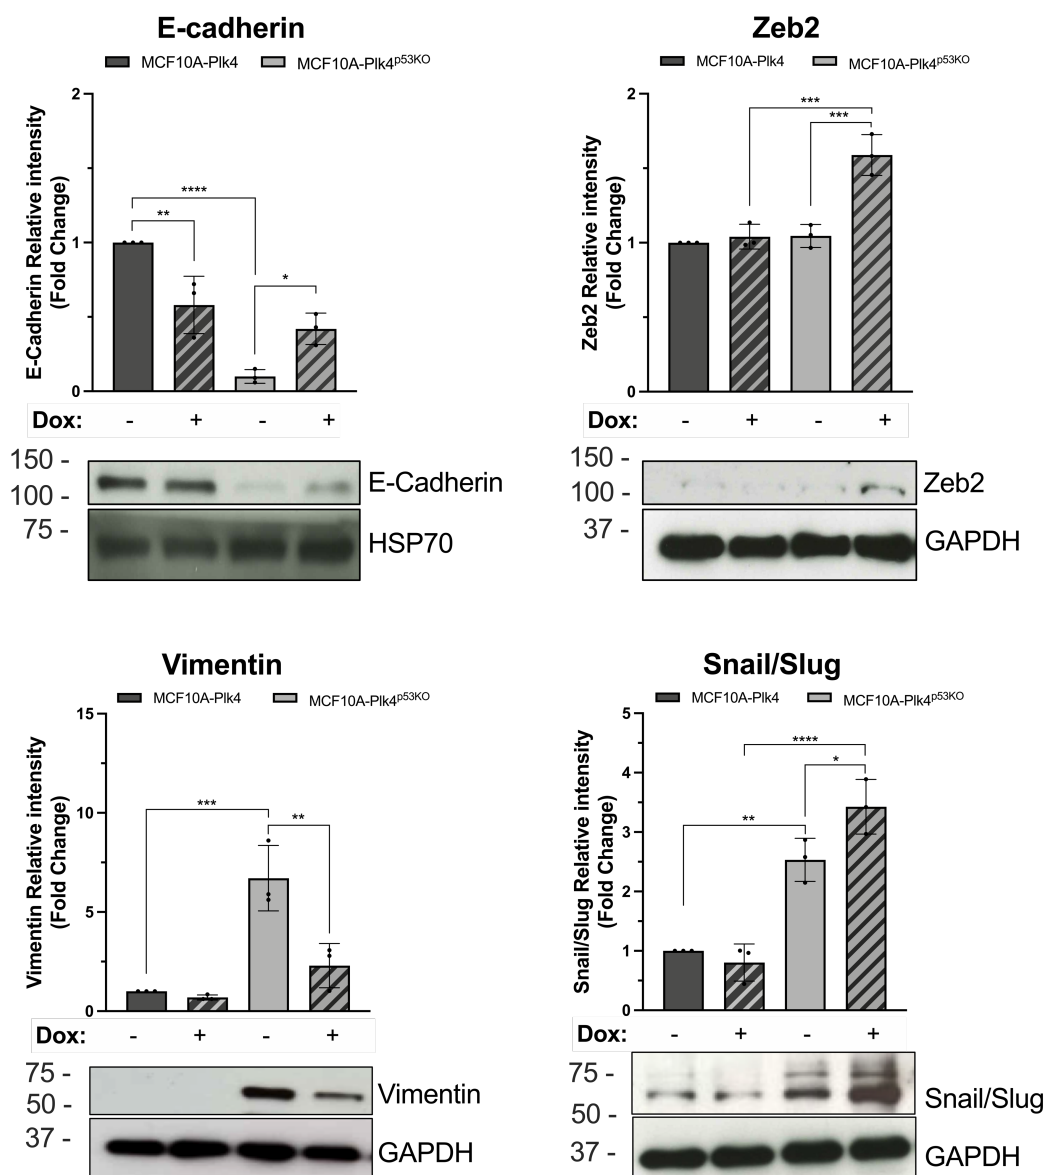 E-cadherin
MCF10A-Plk4 MCF10A-Plk4p53KO
E-Cadherin Relative intensity
(Fold Change)
2
1
0
****
**
*
Dox: - + - +
150 -
100 -
E-Cadherin
75 -
HSP70
Zeb2
MCF10A-Plk4 MCF10A-Plk4p53KO
Zeb2 Relative intensity
(Fold Change)
2
1
0
***
***
Dox: - + - +
150 -
100 -
Zeb2
37 -
GAPDH
Vimentin
MCF10A-Plk4 MCF10A-Plk4p53KO
Vimentin Relative intensity
(Fold Change)
15
10
5
0
***
**
Dox: - + - +
75 -
50 -
Vimentin
37 -
GAPDH
Snail/Slug
MCF10A-Plk4 MCF10A-Plk4p53KO
Snail/Slug Relative intensity
(Fold Change)
5
4
3
2
1
0
****
*
**
Dox: - + - +
75 -
50 -
Snail/Slug
37 -
GAPDH